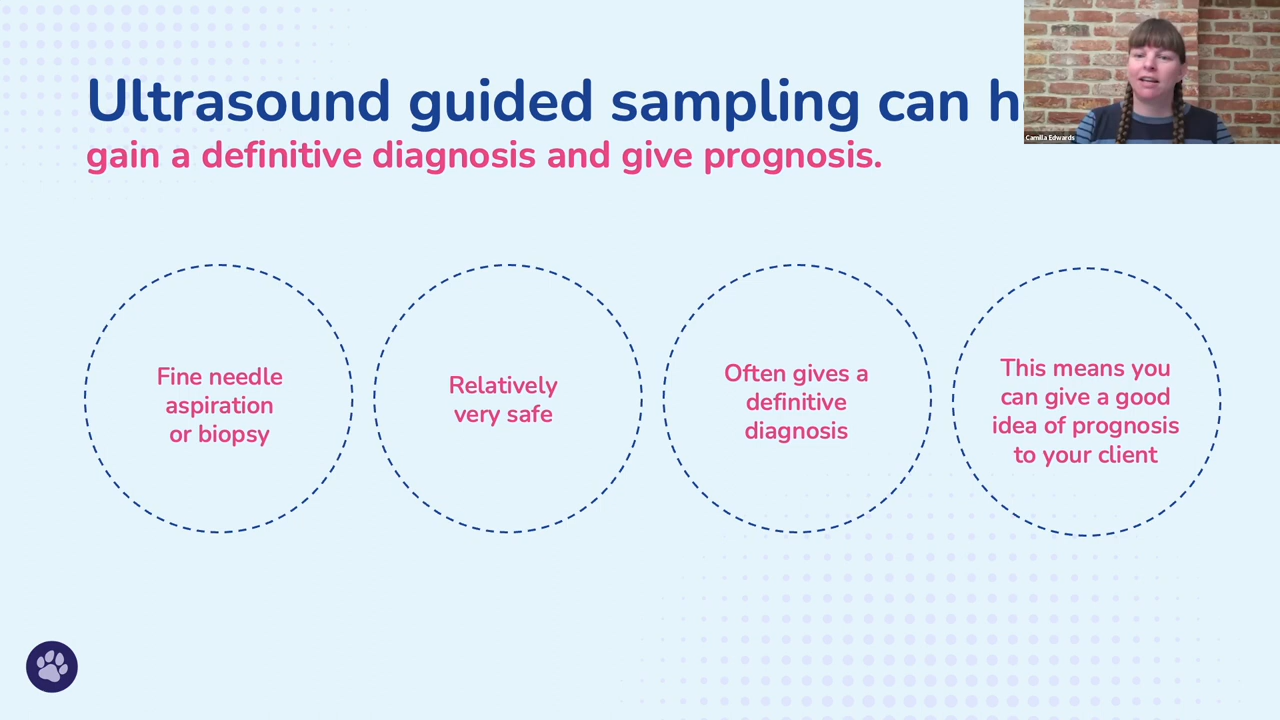 Ultrasound guided sampling can
gain a definitive diagnosis and give prognosis.
Camilla Edwards
Fine needle
aspiration
or biopsy
Relatively
very safe
Often gives a
definitive
diagnosis
This means you
can give a good
idea of prognosis
to your client